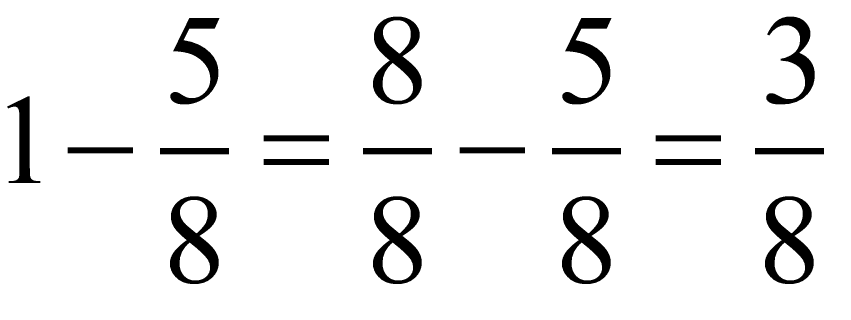 1 − 5/8 = 8/8 − 5/8 = 3/8